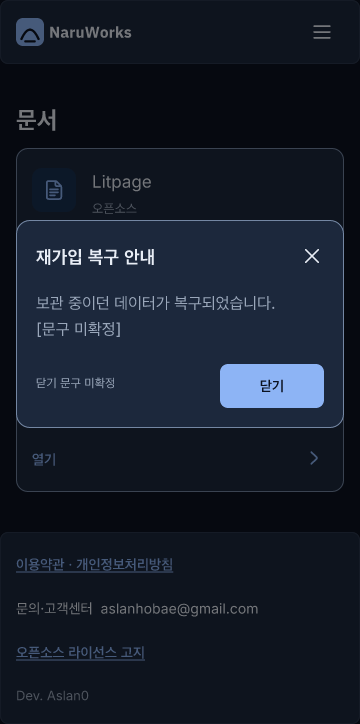 NaruWorks
문서
Litpage
오픈소스
재가입 복구 안내
보관 중이던 데이터가 복구되었습니다.
[문구 미확정]
닫기 문구 미확정
닫기
열기
이용약관 · 개인정보처리방침
문의·고객센터 aslanhobae@gmail.com
오픈소스 라이선스 고지
Dev. Aslan0